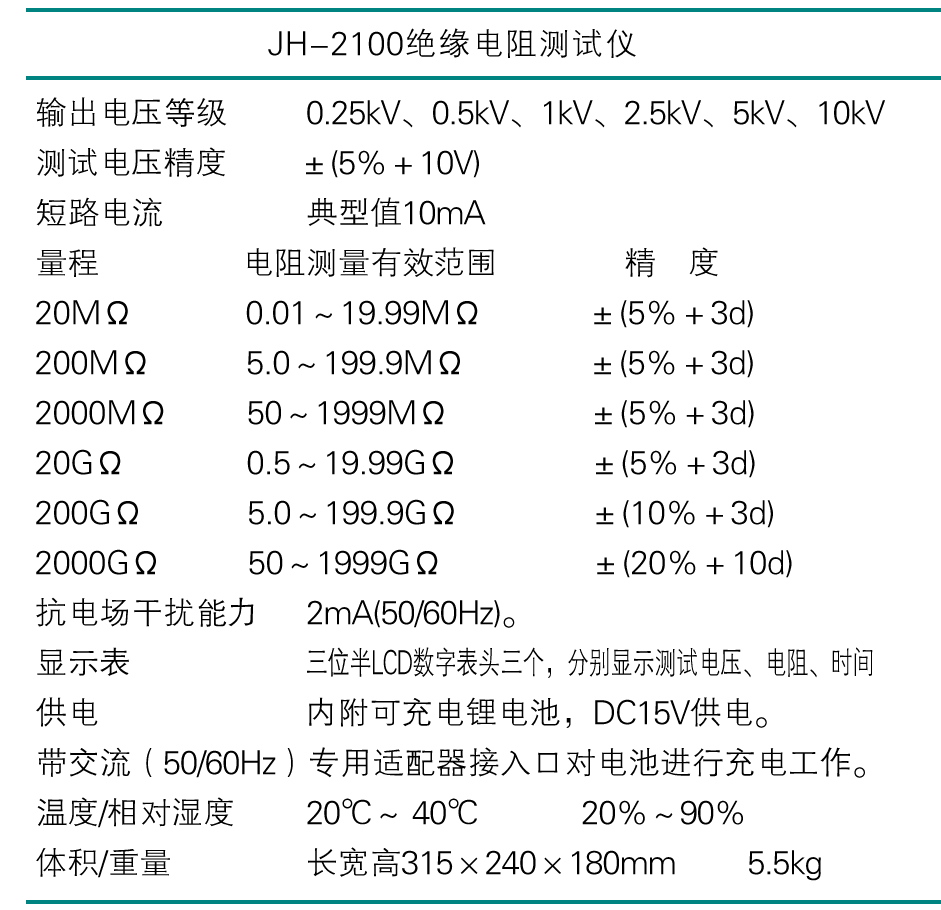 JH-2100绝缘电阻测试仪
输出电压等级 0.25kV、0.5kV、1kV、2.5kV、5kV、10kV
测试电压精度 ±(5%+10V)
短路电流 典型值10mA
量程 电阻测量有效范围 精 度
20MΩ 0.01~19.99MΩ ±(5%+3d)
200MΩ 5.0~199.9MΩ ±(5%+3d)
2000MΩ 50~1999MΩ ±(5%+3d)
20GΩ 0.5~19.99GΩ ±(5%+3d)
200GΩ 5.0~199.9GΩ ±(10%+3d)
2000GΩ 50~1999GΩ ±(20%+10d)
抗电场干扰能力 2mA(50/60Hz)。
显示表 三位半LCD数字表头三个，分别显示测试电压、电阻、时间
供电 内附可充电锂电池，DC15V供电。
带交流（50/60Hz）专用适配器接入口对电池进行充电工作。
温度/相对湿度 20℃~ 40℃ 20%~90%
体积/重量 长宽高315×240×180mm 5.5kg